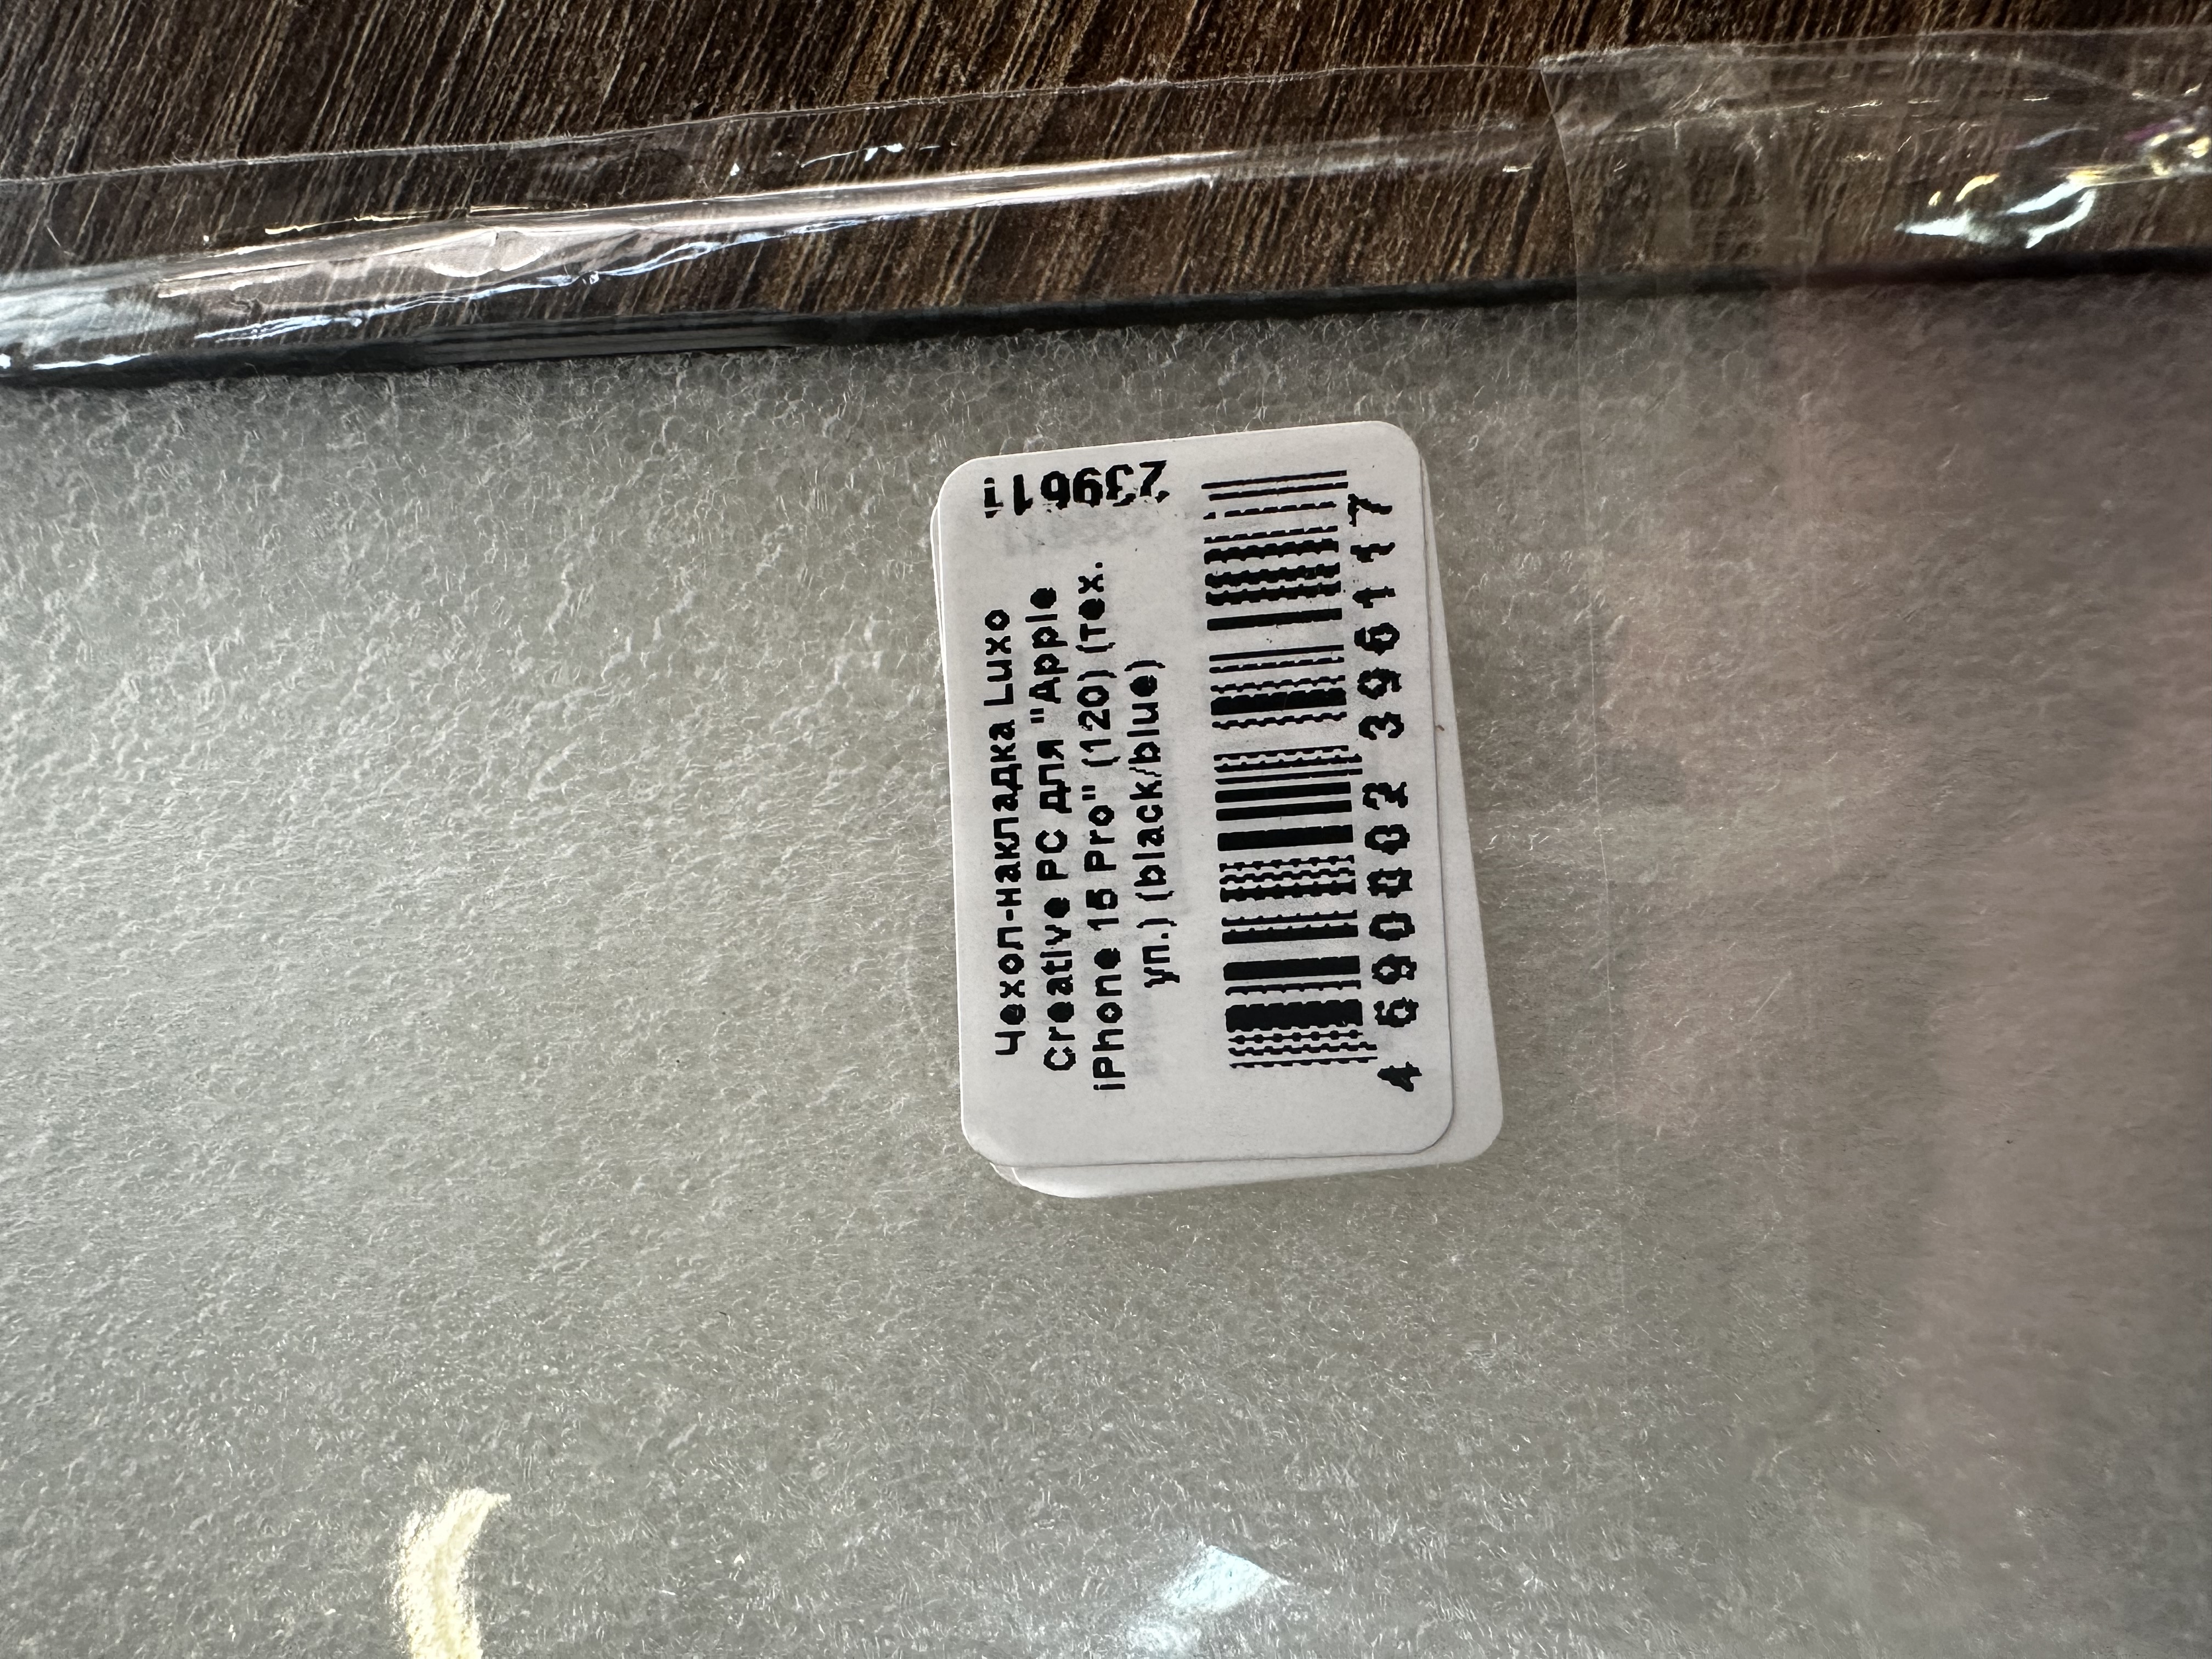 239611
Чехол-накладка Luxo
Creative PC для "Apple
iPhone 15 Pro" (120) (тех.
уп.) (black/blue)
4 690002 396117